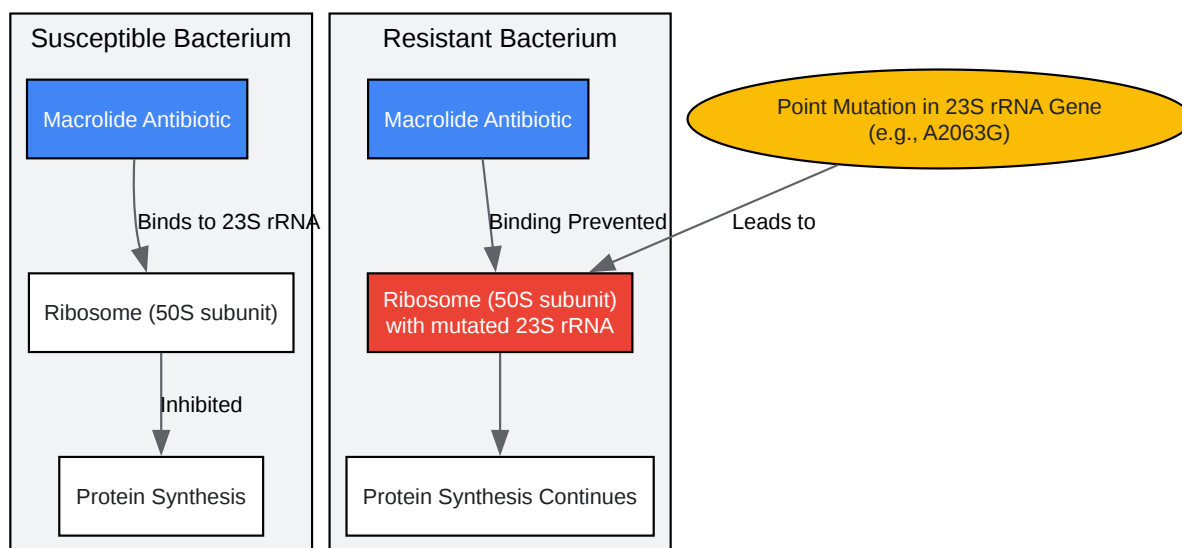 Susceptible Bacterium
Macrolide Antibiotic
Binds to 23S rRNA
Ribosome (50S subunit)
Inhibited
Protein Synthesis
Resistant Bacterium
Macrolide Antibiotic
Binding Prevented
Ribosome (50S subunit)
with mutated 23S rRNA
Protein Synthesis Continues
Point Mutation in 23S rRNA Gene
(e.g., A2063G)
Leads to